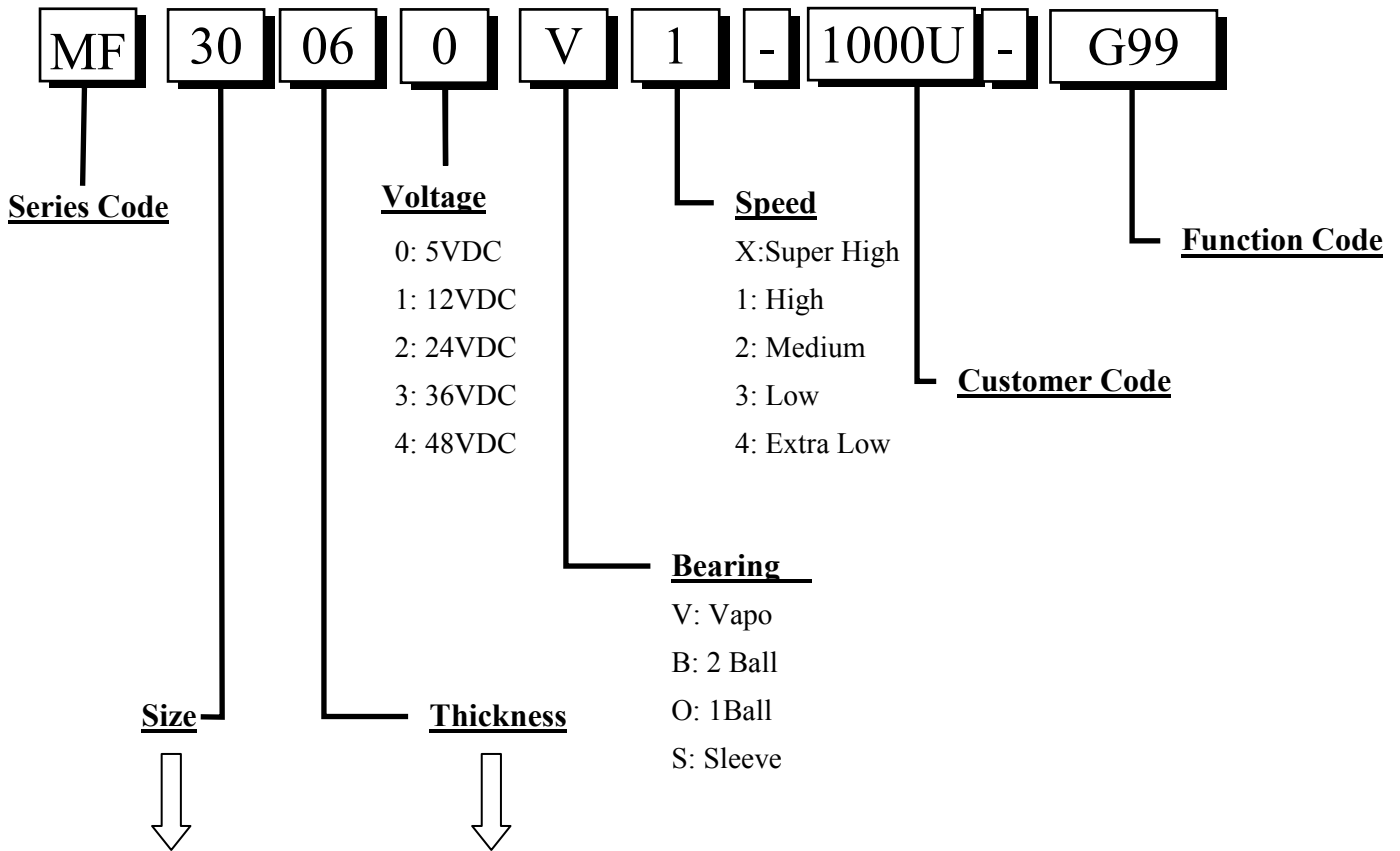 MF 30 06 0 V 1 - 1000U - G99
Series Code
Voltage
0: 5VDC
1: 12VDC
2: 24VDC
3: 36VDC
4: 48VDC
Speed
X:Super High
1: High
2: Medium
3: Low
4: Extra Low
Function Code
Customer Code
Bearing
V: Vapo
B: 2 Ball
O: 1Ball
S: Sleeve
Size
Thickness